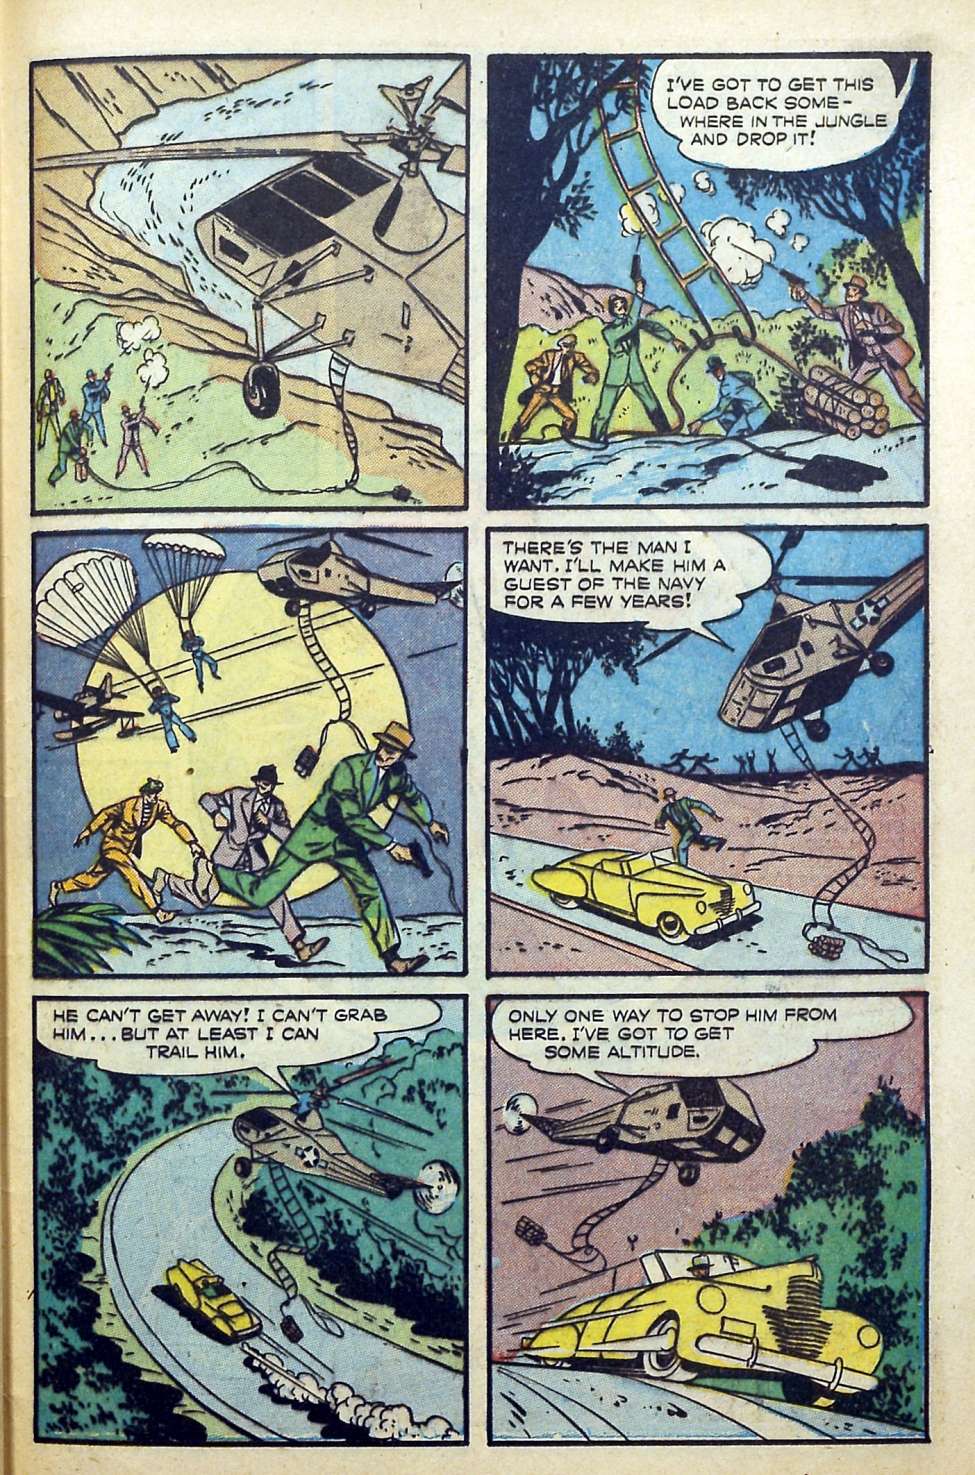 I'VE GOT TO GET THIS
LOAD BACK SOME-
WHERE IN THE JUNGLE
AND DROP IT!
THERE'S THE MAN I
WANT. I'LL MAKE HIM A
GUEST OF THE NAVY
FOR A FEW YEARS!
HE CAN'T GET AWAY! I CAN'T GRAB
HIM... BUT AT LEAST I CAN
TRAIL HIM.
ONLY ONE WAY TO STOP HIM FROM
HERE. I'VE GOT TO GET
SOME ALTITUDE.